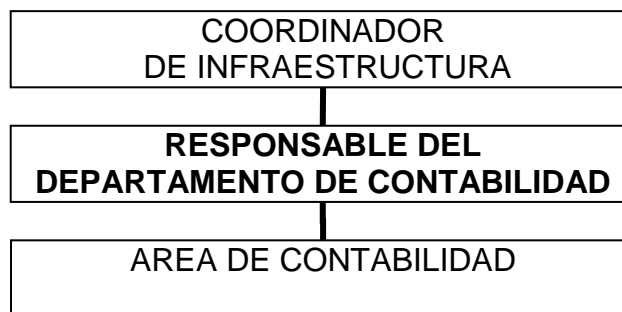 COORDINADOR
DE INFRAESTRUCTURA
RESPONSABLE DEL
DEPARTAMENTO DE CONTABILIDAD
AREA DE CONTABILIDAD